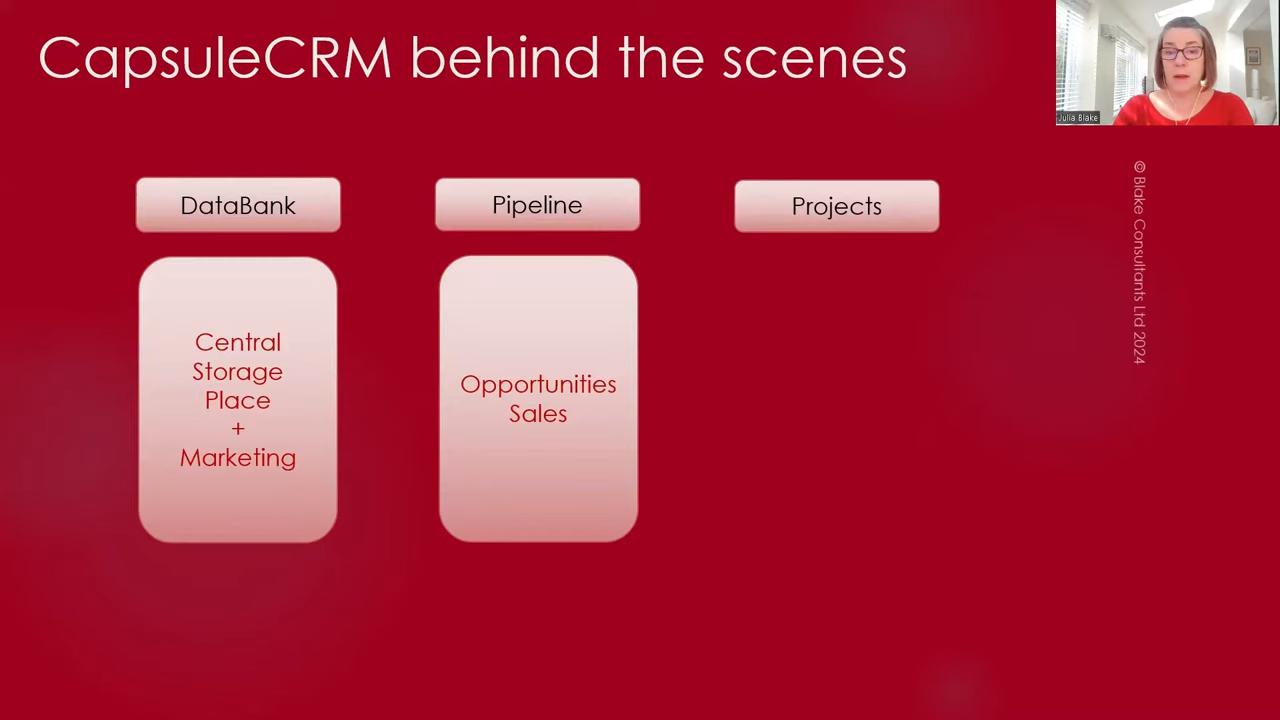 CapsuleCRM behind the scenes
Julia Blake
DataBank
Pipeline
Projects
Central
Storage
Place
+
Marketing
Opportunities
Sales
© Blake Consultants Ltd 2024